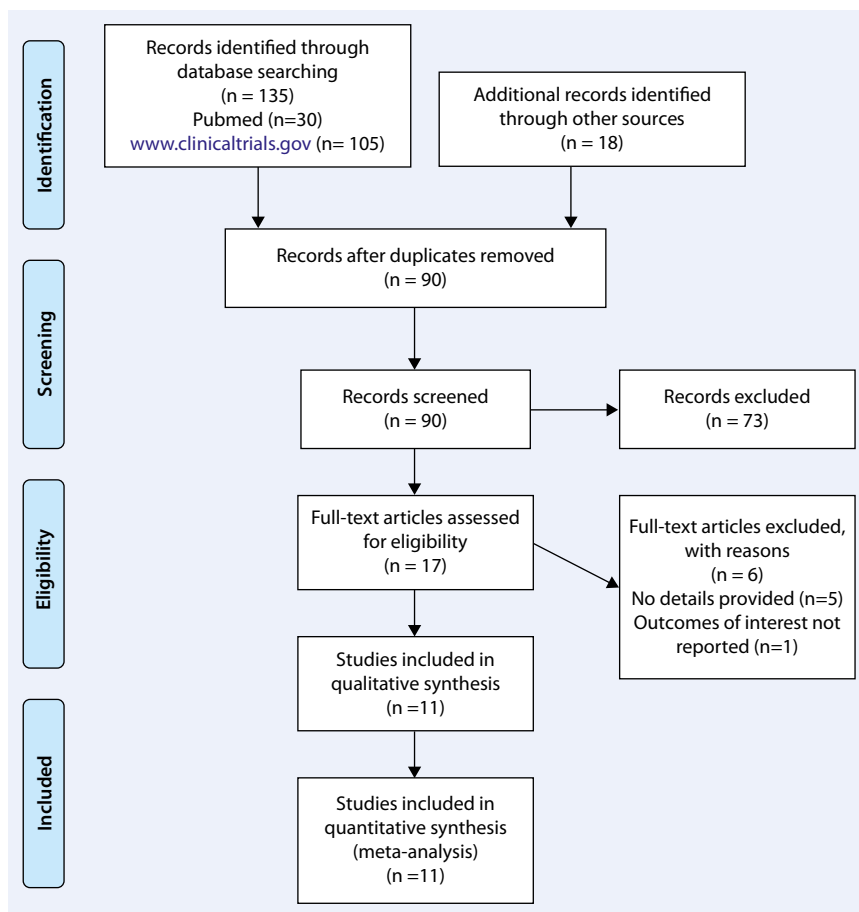 Identification
Records identified through
database searching
(n = 135)
Pubmed (n=30)
www.clinicaltrials.gov (n= 105)
Additional records identified
through other sources
(n = 18)
Records after duplicates removed
(n = 90)
Screening
Records screened
(n = 90)
Records excluded
(n = 73)
Eligibility
Full-text articles assessed
for eligibility
(n = 17)
Full-text articles excluded,
with reasons
(n = 6)
No details provided (n=5)
Outcomes of interest not
reported (n=1)
Studies included in
qualitative synthesis
(n =11)
Included
Studies included in
quantitative synthesis
(meta-analysis)
(n =11)